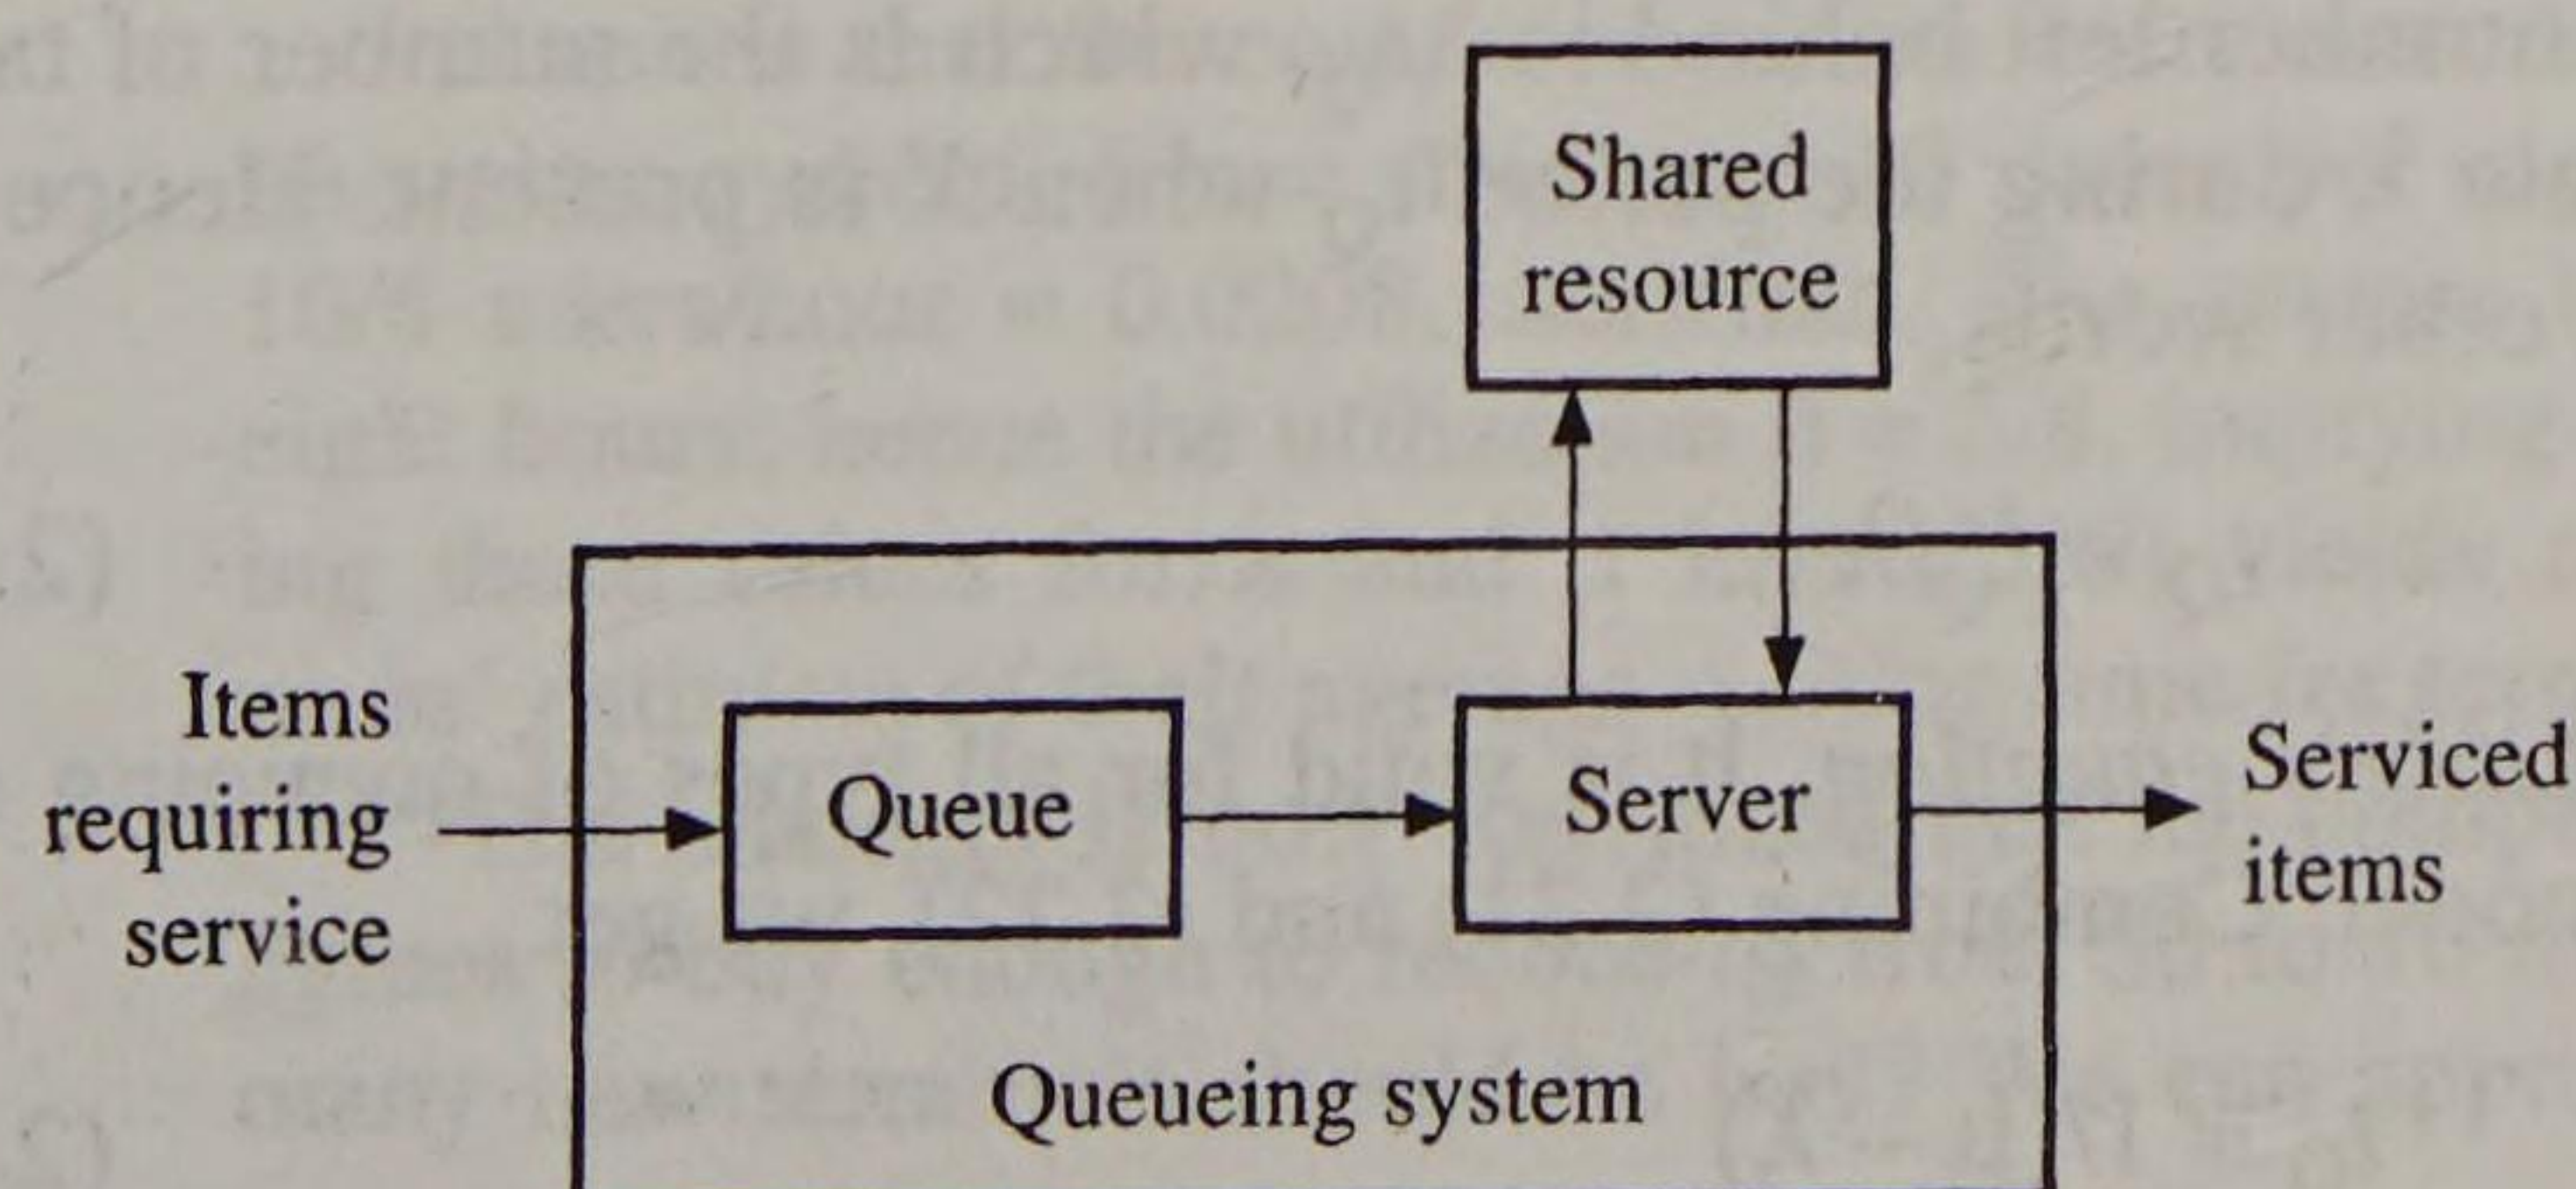 Shared
resource
Items
requiring
service
Queue
Server
Serviced
items
Queueing system